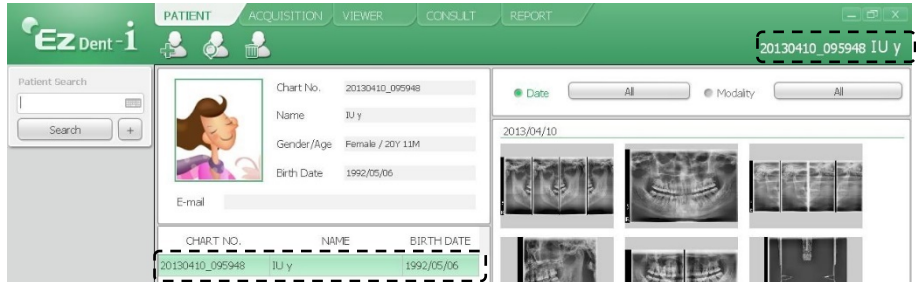 EZ Dent-i
PATIENT ACQUISITION VIEWER CONSULT REPORT
20130410_095948 IU y
Patient Search
Search +
Chart No. 20130410_095948
Name IU y
Gender/Age Female / 20Y 11M
Birth Date 1992/05/06
E-mail
CHART NO. NAME BIRTH DATE
20130410_095948 IU y 1992/05/06
Date All Modality All
2013/04/10